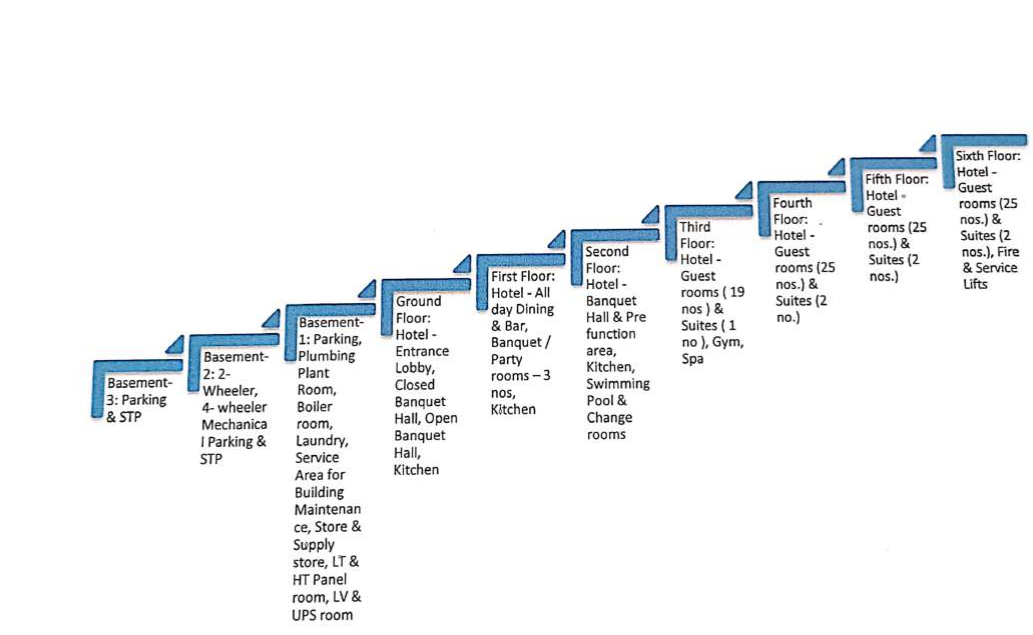 Basement-
3: Parking
& STP
Basement-
2: 2-
Wheeler,
4- wheeler
Mechanica
l Parking &
STP
Basement-
1: Parking,
Plumbing
Plant
Room,
Boiler
room,
Laundry,
Service
Area for
Building
Maintenan
ce, Store &
Supply
store, LT &
HT Panel
room, LV &
UPS room
Ground
Floor:
Hotel -
Entrance
Lobby,
Closed
Banquet
Hall, Open
Banquet
Hall,
Kitchen
First Floor:
Hotel - All
day Dining
& Bar,
Banquet /
Party
rooms – 3
nos,
Kitchen
Second
Floor:
Hotel -
Banquet
Hall & Pre
function
area,
Kitchen,
Swimming
Pool &
Change
rooms
Third
Floor:
Hotel -
Guest
rooms ( 19
nos ) &
Suites ( 1
no ), Gym,
Spa
Fourth
Floor:
Hotel -
Guest
rooms (25
nos.) &
Suites (2
no.)
Fifth Floor:
Hotel -
Guest
rooms (25
nos.) &
Suites (2
nos.)
Sixth Floor:
Hotel -
Guest
rooms (25
nos.) &
Suites (2
nos.), Fire
& Service
Lifts